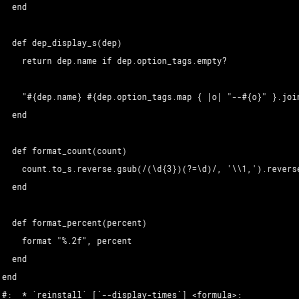 end
def dep_display_s(dep)
return dep.name if dep.option_tags.empty?
"#{dep.name} #{dep.option_tags.map { |o| "--#{o}" }.join
end
def format_count(count)
count.to_s.reverse.gsub(/(\d{3})(?=\d)/, '\\1,').reverse
end
def format_percent(percent)
format "%.2f", percent
end
end
#: * `reinstall` [`--display-times`] <formula>: